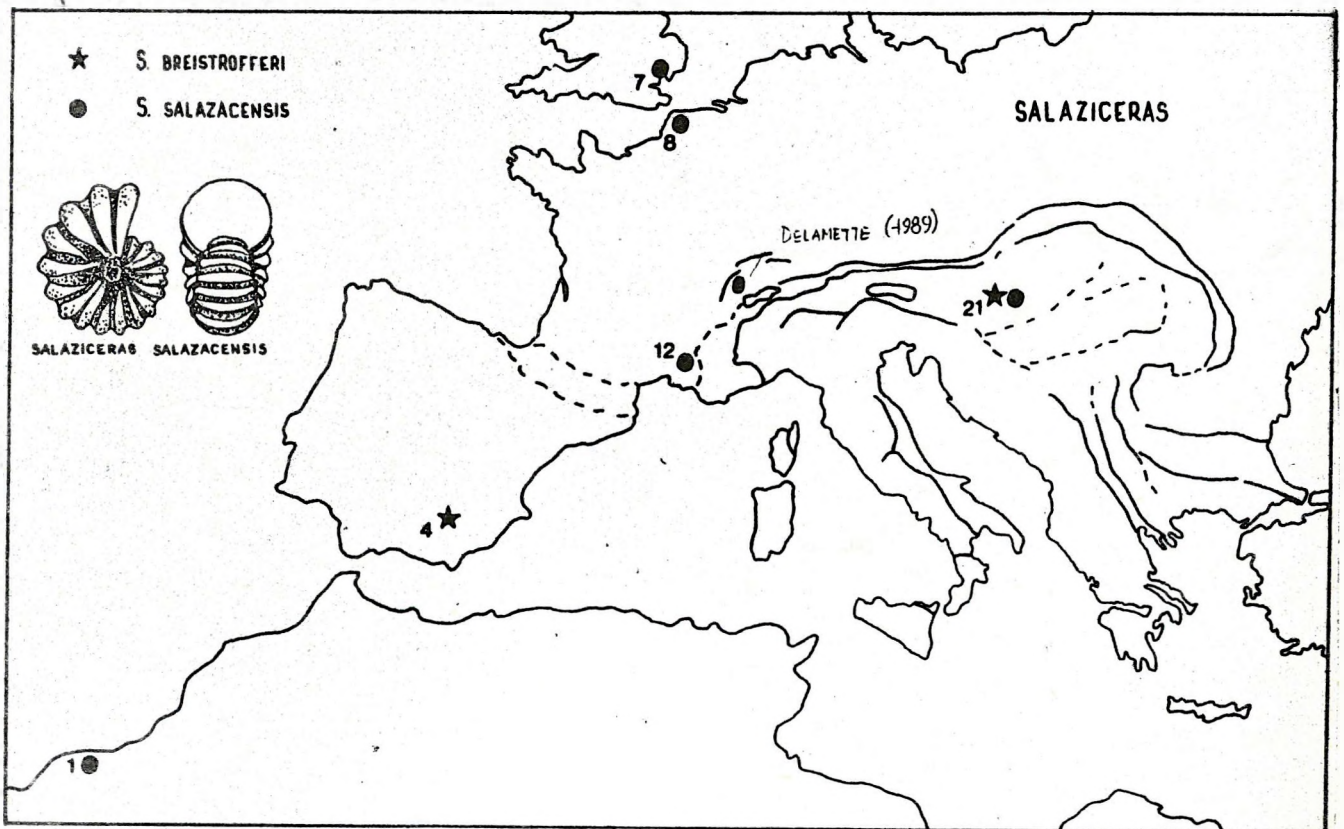 S. BREISTROFFERI
S. SALAZACENSIS
SALAZICERAS
SALAZICERAS SALAZACENSIS
DELAMETTE (1989)
7
8
12
21
4
1